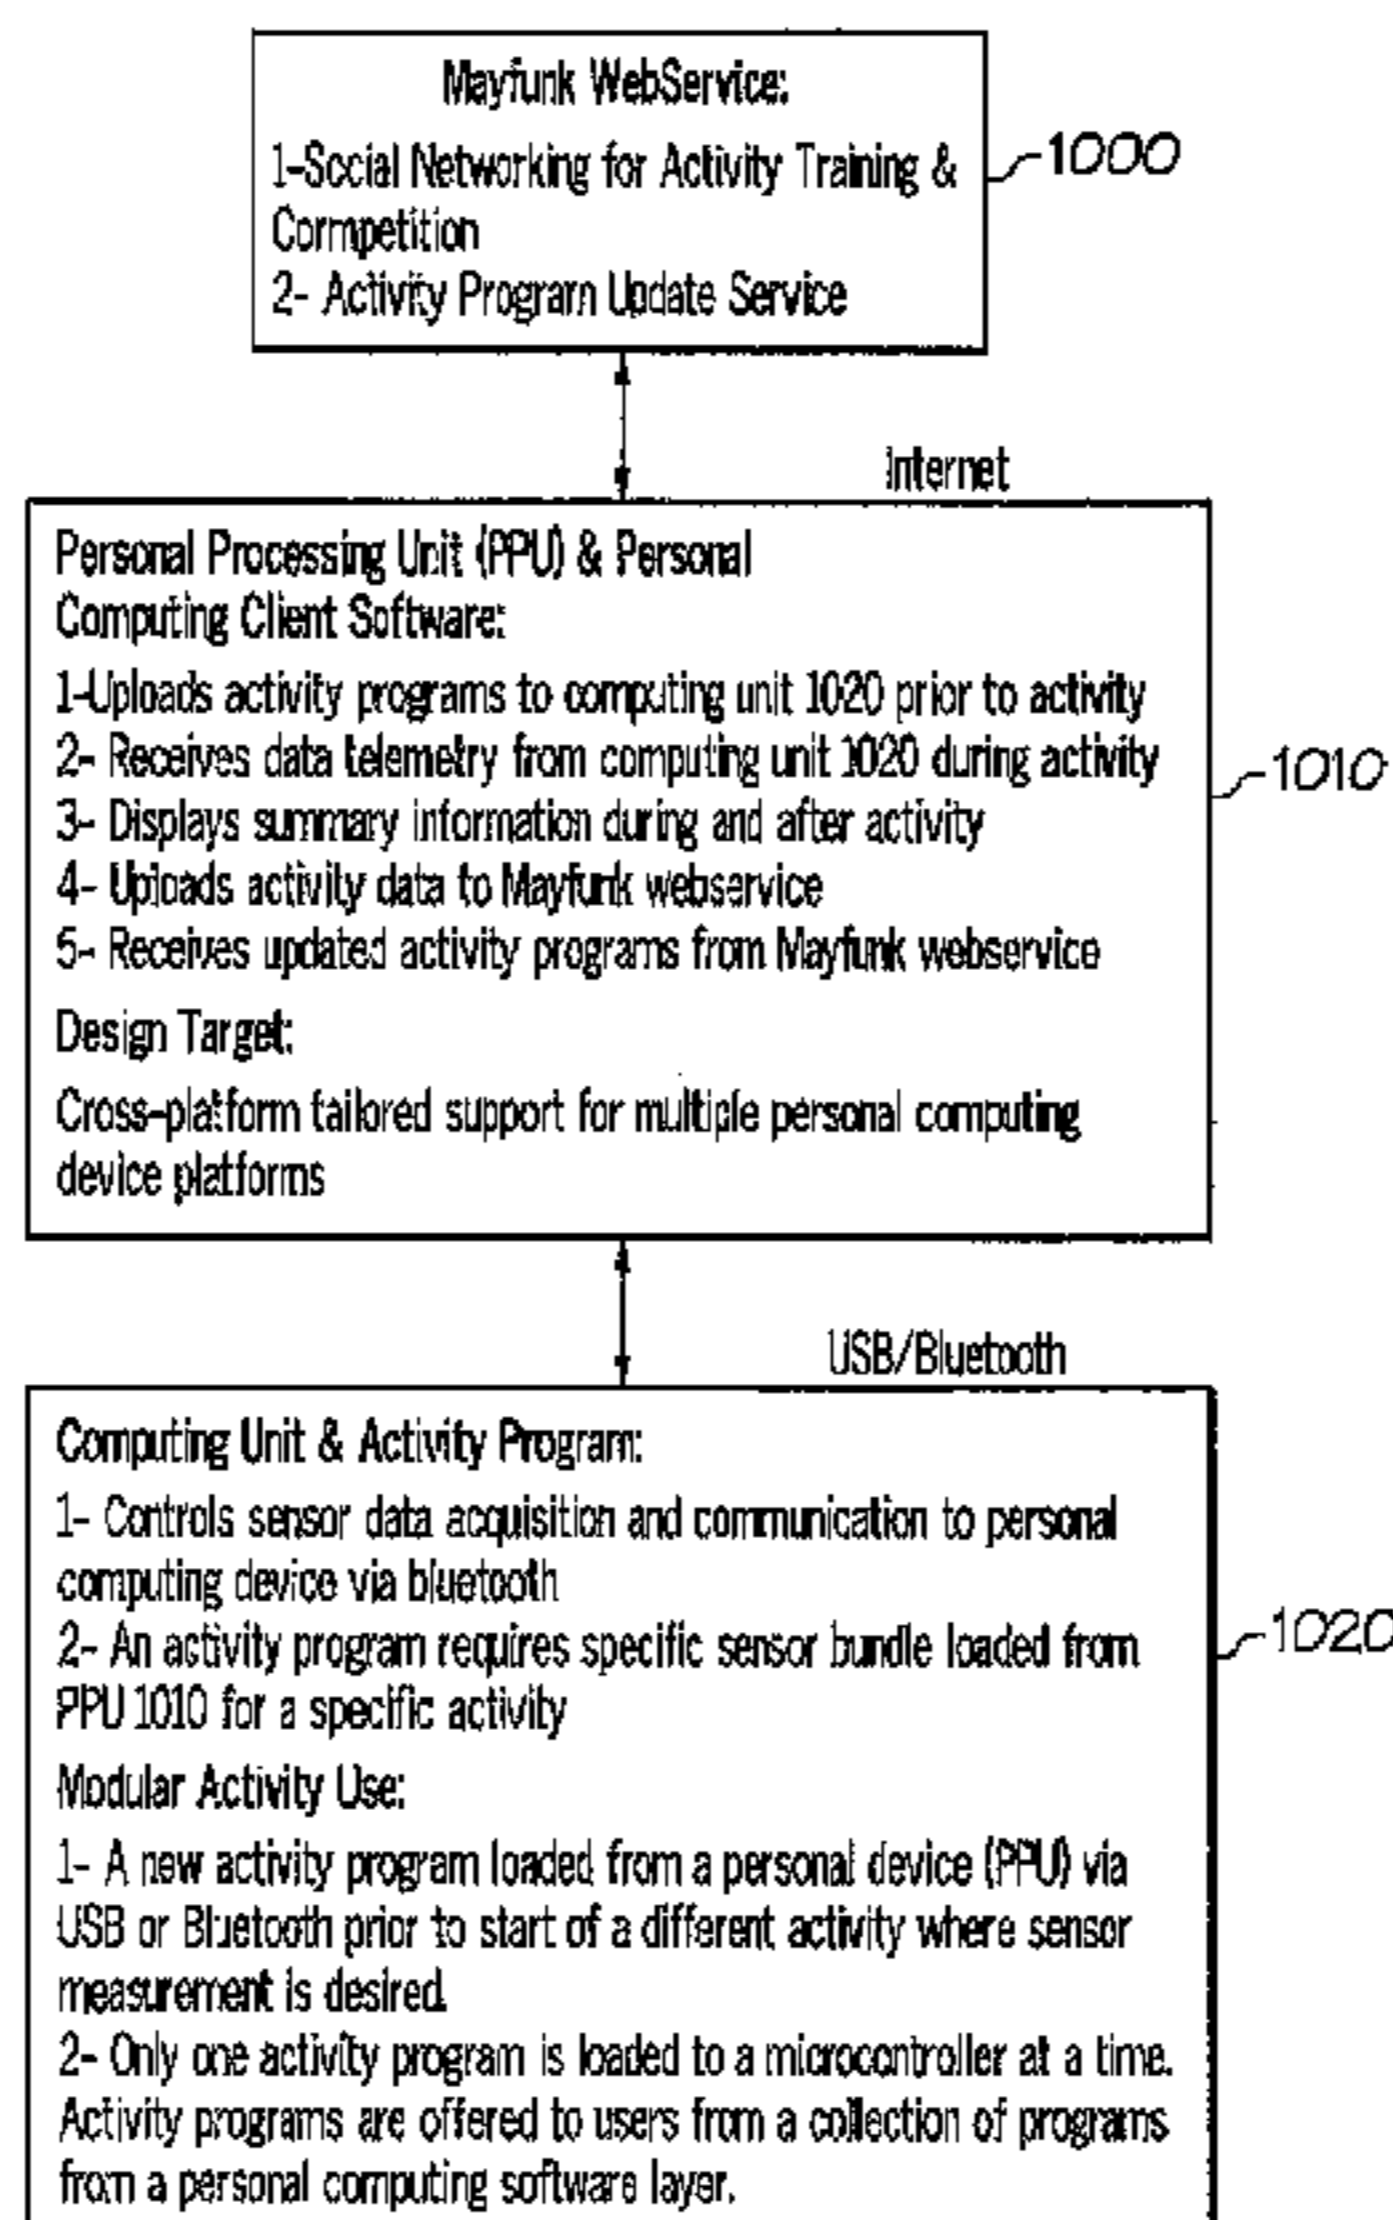 Mayfunk WebService:
1-Social Networking for Activity Training &
Cormpetition
2- Activity Program Update Service
1000
Internet
Personal Processing Unit (PPU) & Personal
Computing Client Software:
1-Uploads activity programs to computing unit 1020 prior to activity
2- Receives data telemetry from computing unit 1020 during activity
3- Displays summary information during and after activity
4- Uploads activity data to Mayfunk webservice
5- Receives updated activity programs from Mayfunk webservice
Design Target:
Cross-platform tailored support for multiple personal computing
device platforms
1010
USB/Bluetooth
Computing Unit & Activity Program:
1- Controls sensor data acquisition and communication to personal
computing device via bluetooth
2- An activity program requires specific sensor bundle loaded from
PPU 1010 for a specific activity
Modular Activity Use:
1- A new activity program loaded from a personal device (PPU) via
USB or Bluetooth prior to start of a different activity where sensor
measurement is desired.
2- Only one activity program is loaded to a microcontroller at a time.
Activity programs are offered to users from a collection of programs
from a personal computing software layer.
1020